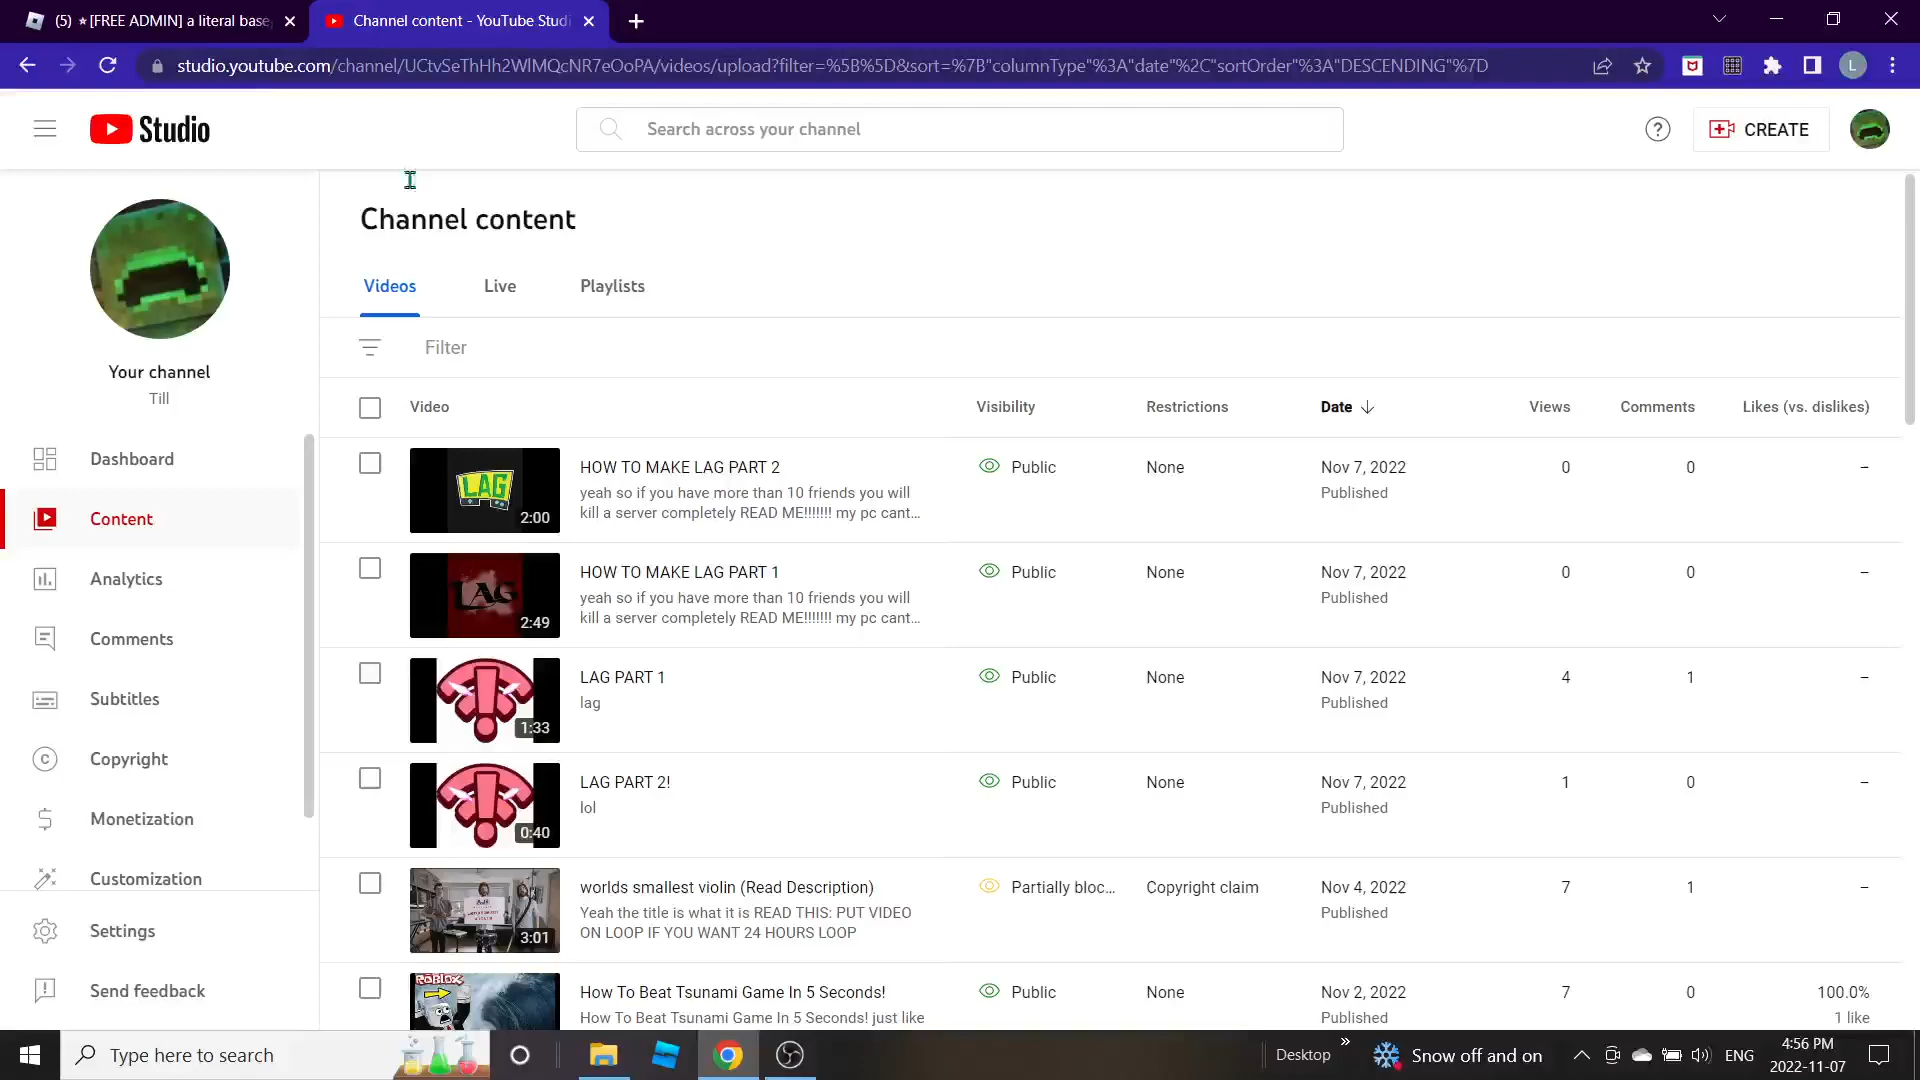 (5) ★[FREE ADMIN] a literal base
Channel content - YouTube Studi
studio.youtube.com/channel/UCtvSeThHh2WlMQcNR7eOoPA/videos/upload?filter=%5B%5D&sort=%7B"columnType"%3A"date"%2C"sortOrder"%3A"DESCENDING"%7D
L
Studio
Search across your channel
CREATE
Your channel
Till
Dashboard
Content
Analytics
Comments
Subtitles
Copyright
Monetization
Customization
Settings
Send feedback
Channel content
Videos Live Playlists
Filter
Video Visibility Restrictions Date Views Comments Likes (vs. dislikes)
LAG
2:00
HOW TO MAKE LAG PART 2
yeah so if you have more than 10 friends you will
kill a server completely READ ME!!!!!!! my pc cant...
Public None Nov 7, 2022 0 0 –
Published
LAG
2:49
HOW TO MAKE LAG PART 1
yeah so if you have more than 10 friends you will
kill a server completely READ ME!!!!!!! my pc cant...
Public None Nov 7, 2022 0 0 –
Published
1:33
LAG PART 1
lag
Public None Nov 7, 2022 4 1 –
Published
0:40
LAG PART 2!
lol
Public None Nov 7, 2022 1 0 –
Published
3:01
worlds smallest violin (Read Description)
Yeah the title is what it is READ THIS: PUT VIDEO
ON LOOP IF YOU WANT 24 HOURS LOOP
Partially bloc... Copyright claim Nov 4, 2022 7 1 –
Published
ROBLOX
How To Beat Tsunami Game In 5 Seconds!
How To Beat Tsunami Game In 5 Seconds! just like
Public None Nov 2, 2022 7 0 100.0%
Published 1 like
Type here to search
Desktop
Snow off and on
ENG
4:56 PM
2022-11-07